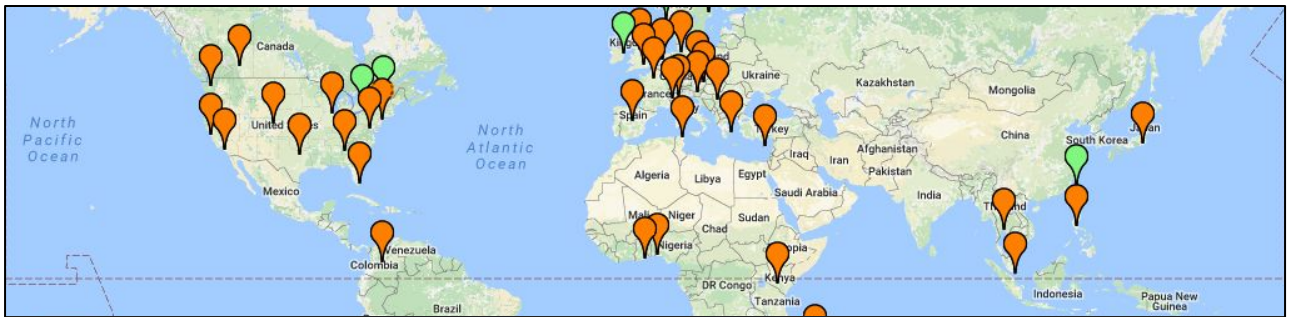 Canada
Ukraine
Kazakhstan
Mongolia
North
Pacific
Ocean
North
Atlantic
Ocean
Spain
China
South Korea
Afghanistan
Iraq
Iran
Pakistan
Algeria
Libya
Egypt
Saudi Arabia
India
Mexico
Mali
Niger
Chad
Sudan
Nigeria
Venezuela
Colombia
DR Congo
Kenya
Tanzania
Brazil
Indonesia
Papua New
Guinea